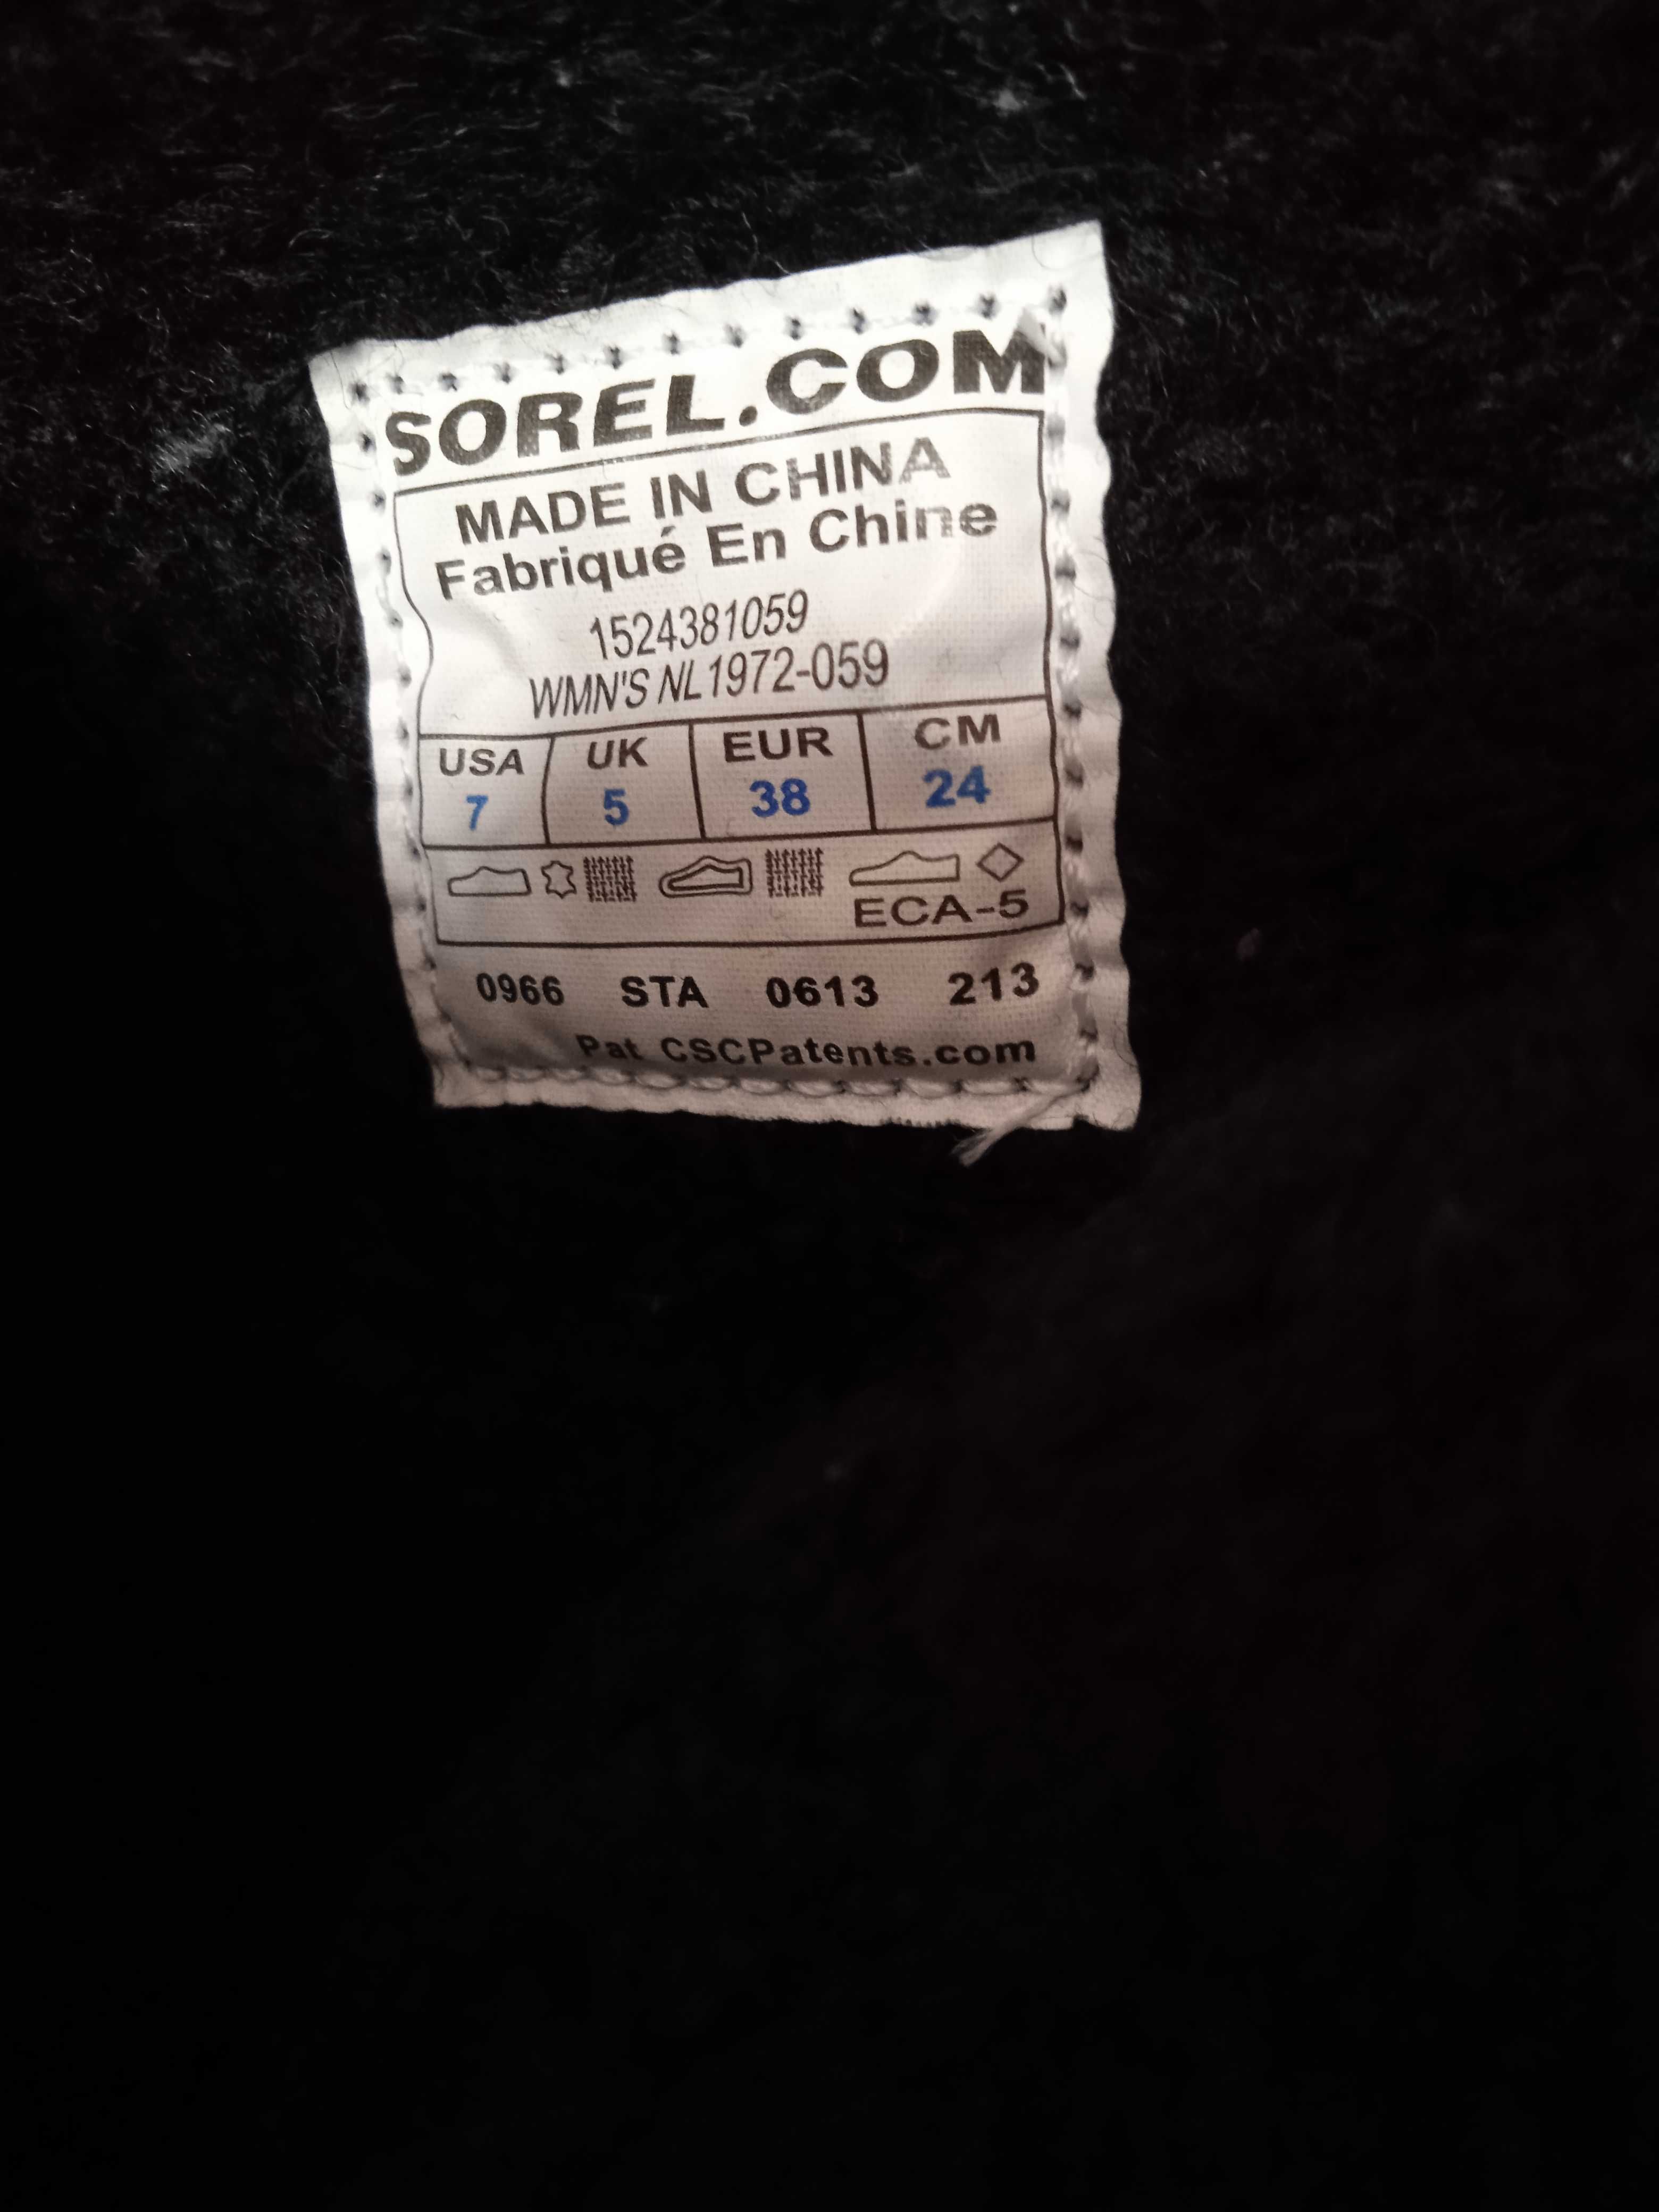 SOREL.COM
MADE IN CHINA
Fabriqué En Chine
1524381059
WMN'S NL1972-059
USA UK EUR CM
7 5 38 24
ECA-5
0966 STA 0613 213
Pat CSCPatents.com